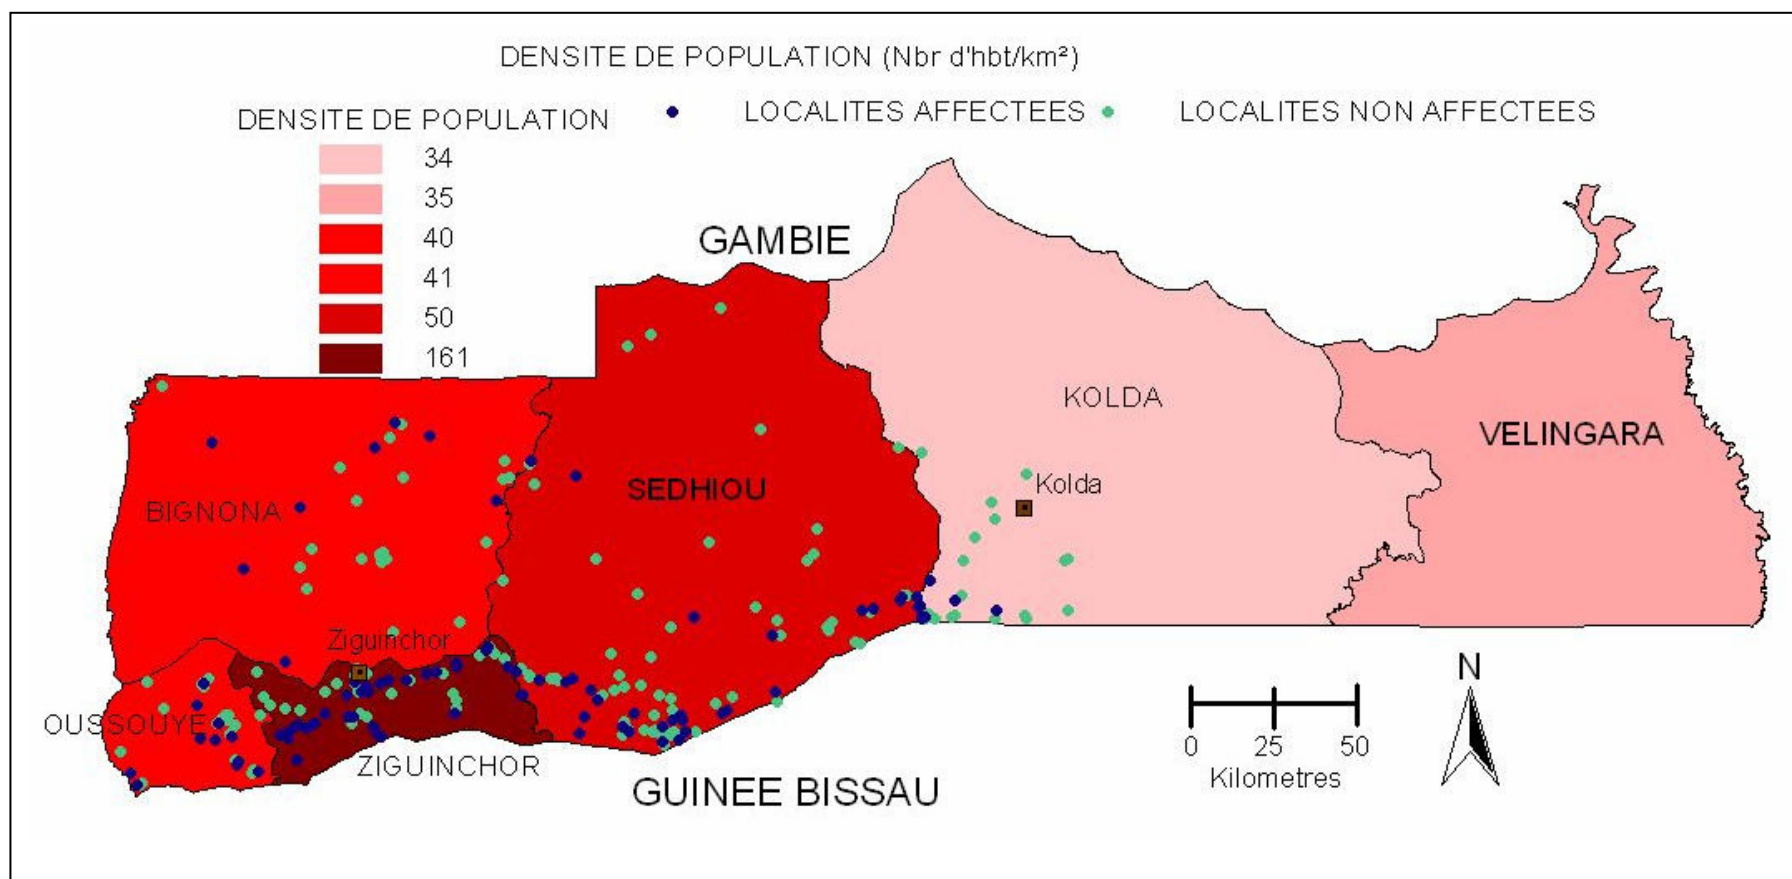 DENSITE DE POPULATION (Nbr d'hbt/km²)
DENSITE DE POPULATION
LOCALITES AFFECTEES
LOCALITES NON AFFECTEES
34
35
40
41
50
161
GAMBIE
KOLDA
VELINGARA
Kolda
SEDHIOU
BIGNONA
Ziguinchor
OUSSOUYE
ZIGUINCHOR
GUINEE BISSAU
N
0 25 50
Kilometres